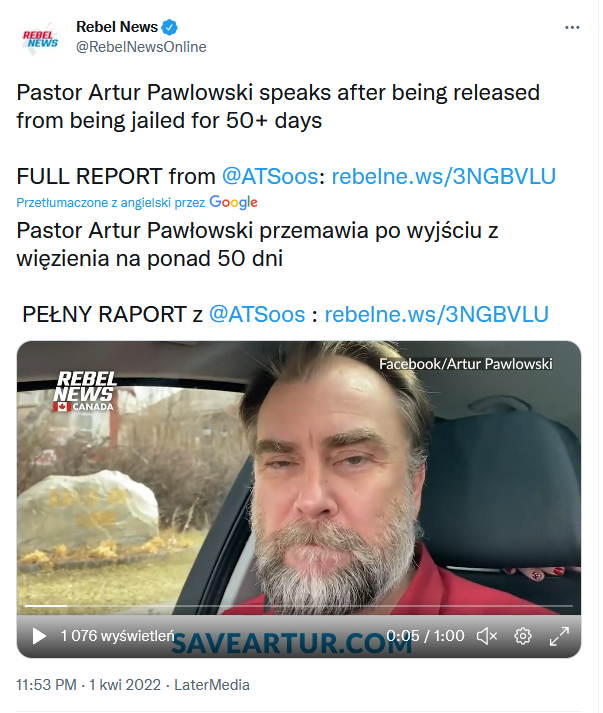 REBEL NEWS
Rebel News
@RebelNewsOnline
Pastor Artur Pawlowski speaks after being released
from being jailed for 50+ days
FULL REPORT from @ATSoos: rebelne.ws/3NGBVLU
Przetłumaczone z angielski przez Google
Pastor Artur Pawłowski przemawia po wyjściu z
więzienia na ponad 50 dni
PEŁNY RAPORT z @ATSoos : rebelne.ws/3NGBVLU
Facebook/Artur Pawlowski
REBEL
NEWS
CANADA
1 076 wyświetleń
0:05 / 1:00
SAVEARTUR.COM
11:53 PM · 1 kwi 2022 · LaterMedia